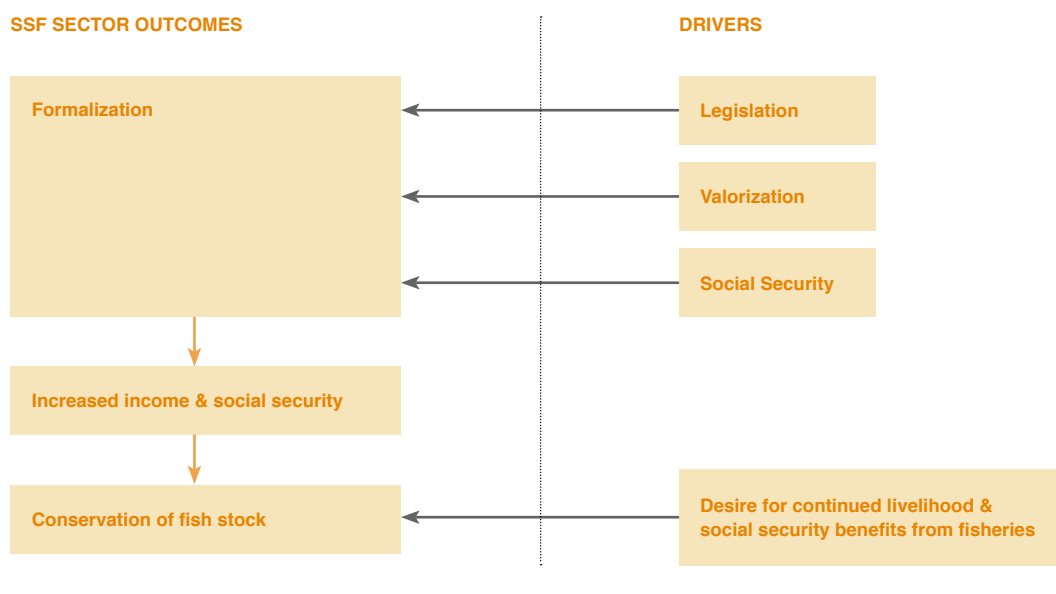 SSF SECTOR OUTCOMES
DRIVERS
Formalization
Legislation
Valorization
Social Security
Increased income & social security
Conservation of fish stock
Desire for continued livelihood &
social security benefits from fisheries